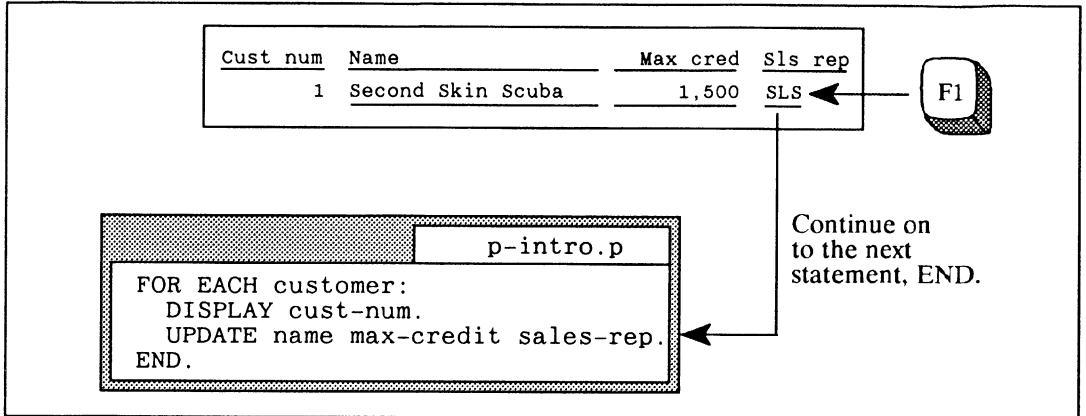 Cust num Name Max cred Sls rep
1 Second Skin Scuba 1,500 SLS
F1
Continue on
to the next
statement, END.
p-intro.p
FOR EACH customer:
DISPLAY cust-num.
UPDATE name max-credit sales-rep.
END.